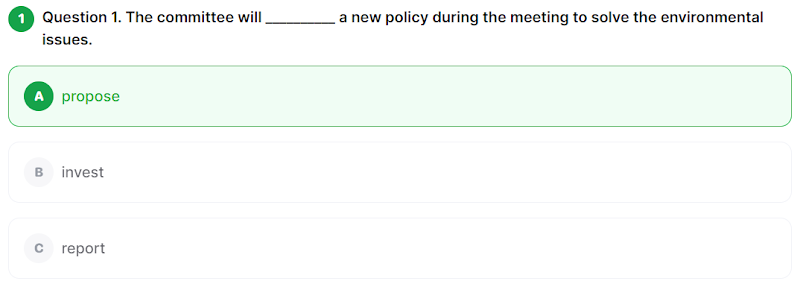 1 Question 1. The committee will __________ a new policy during the meeting to solve the environmental
issues.
A propose
B invest
C report